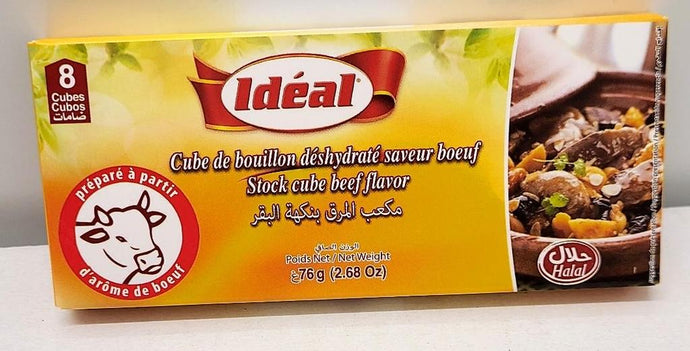 8
Cubes
Cubos
ضامات
Idéal
Cube de bouillon déshydraté saveur boeuf
Stock cube beef flavor
مكعب المرق بنكهة البقر
préparé à partir
d'arôme de boeuf
الوزن الصافي
Poids Net / Net Weight
76g (2.68 Oz)غ
حلال
Halal